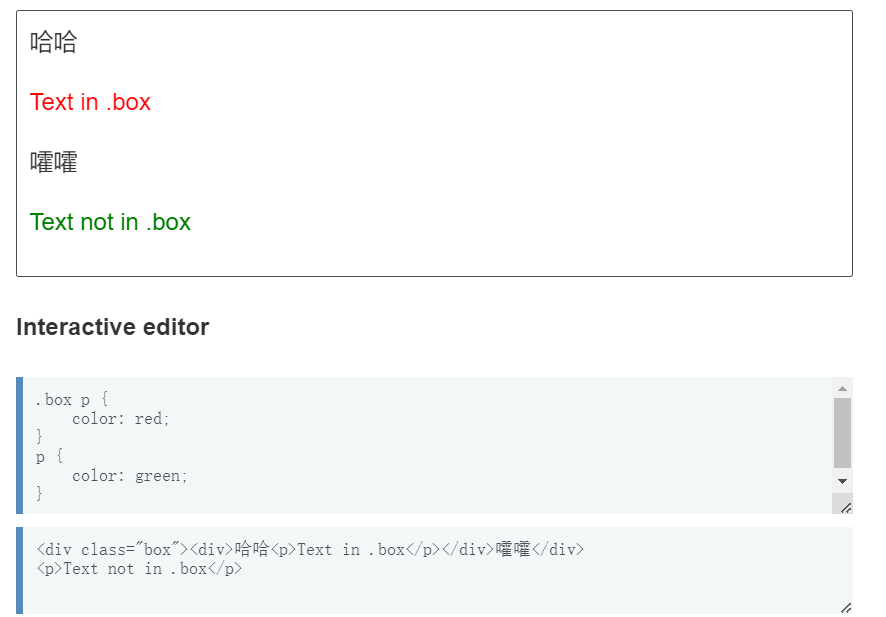 哈哈
Text in .box
嚯嚯
Text not in .box
Interactive editor
.box p {
    color: red;
}
p {
    color: green;
}
<div class="box"><div>哈哈<p>Text in .box</p></div>嚯嚯</div>
<p>Text not in .box</p>